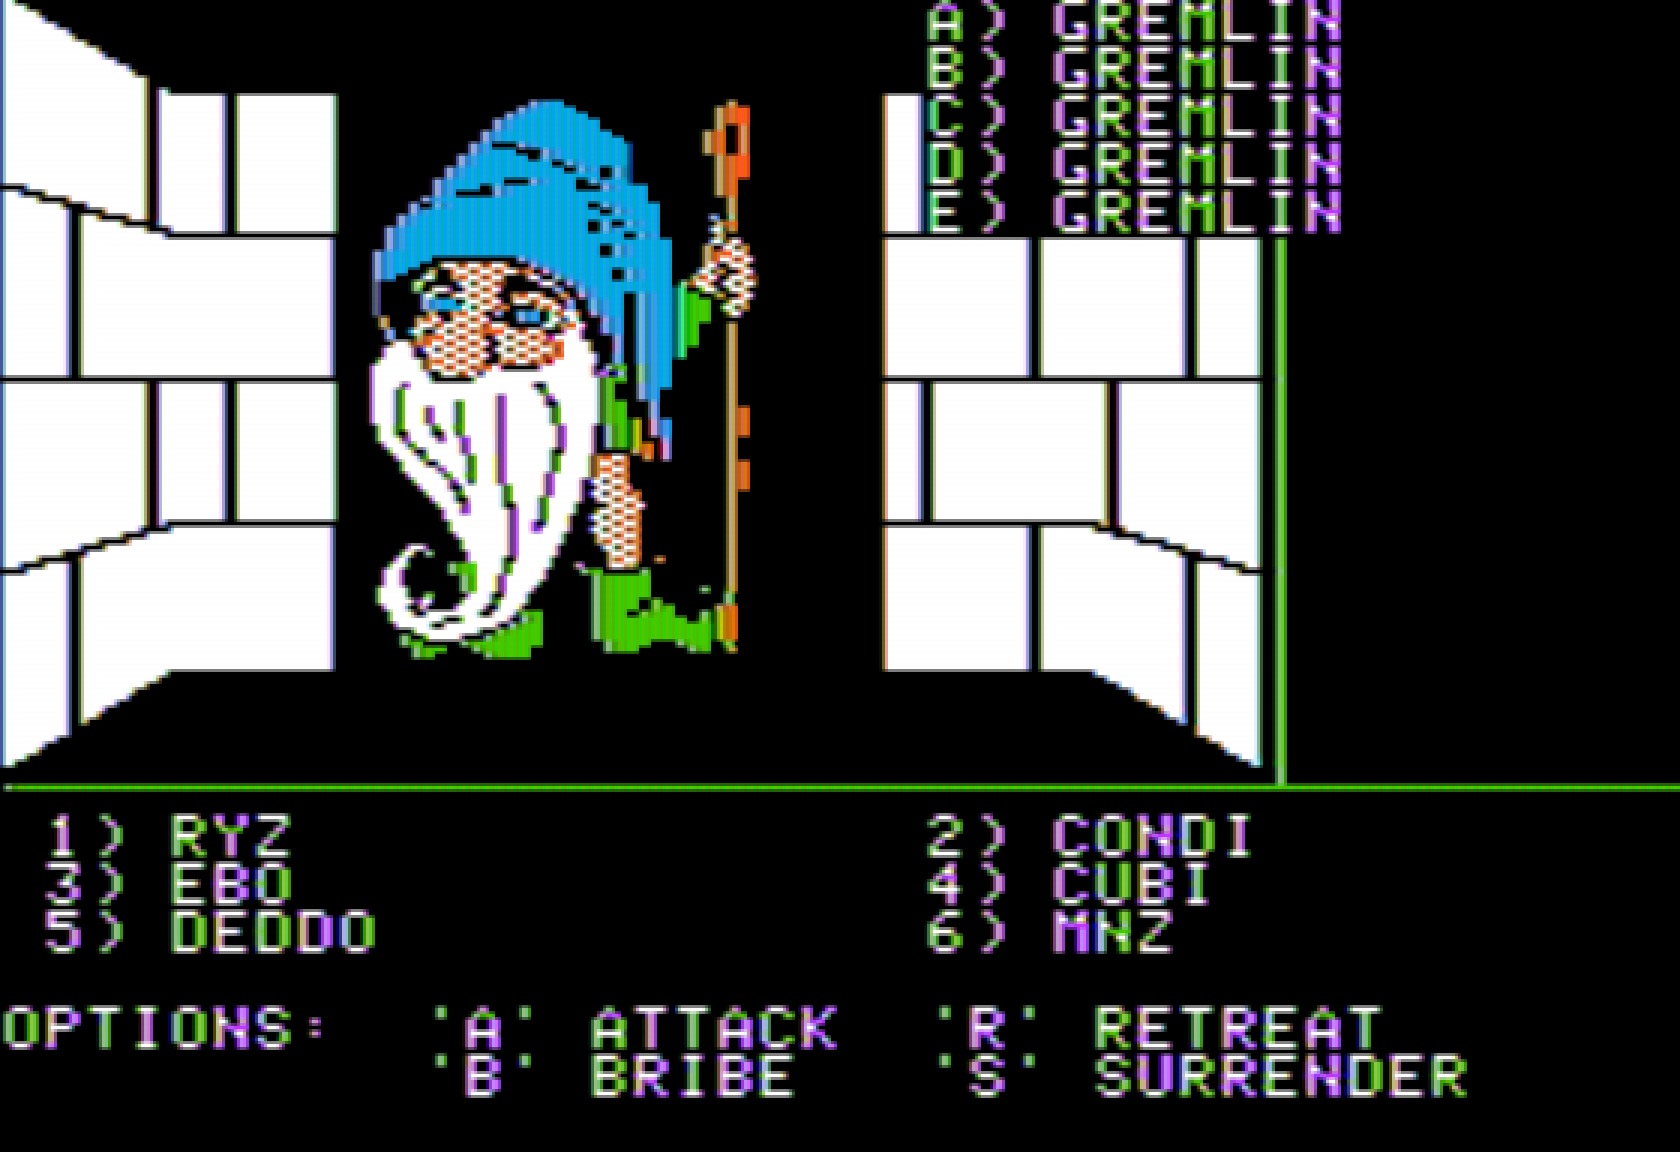 A) GREMLIN
B) GREMLIN
C) GREMLIN
D) GREMLIN
E) GREMLIN
1) RYZ 2) CONDI
3) EBO 4) CUBI
5) DEDDO 6) MNZ
OPTIONS: 'A' ATTACK 'R' RETREAT
'B' BRIBE 'S' SURRENDER